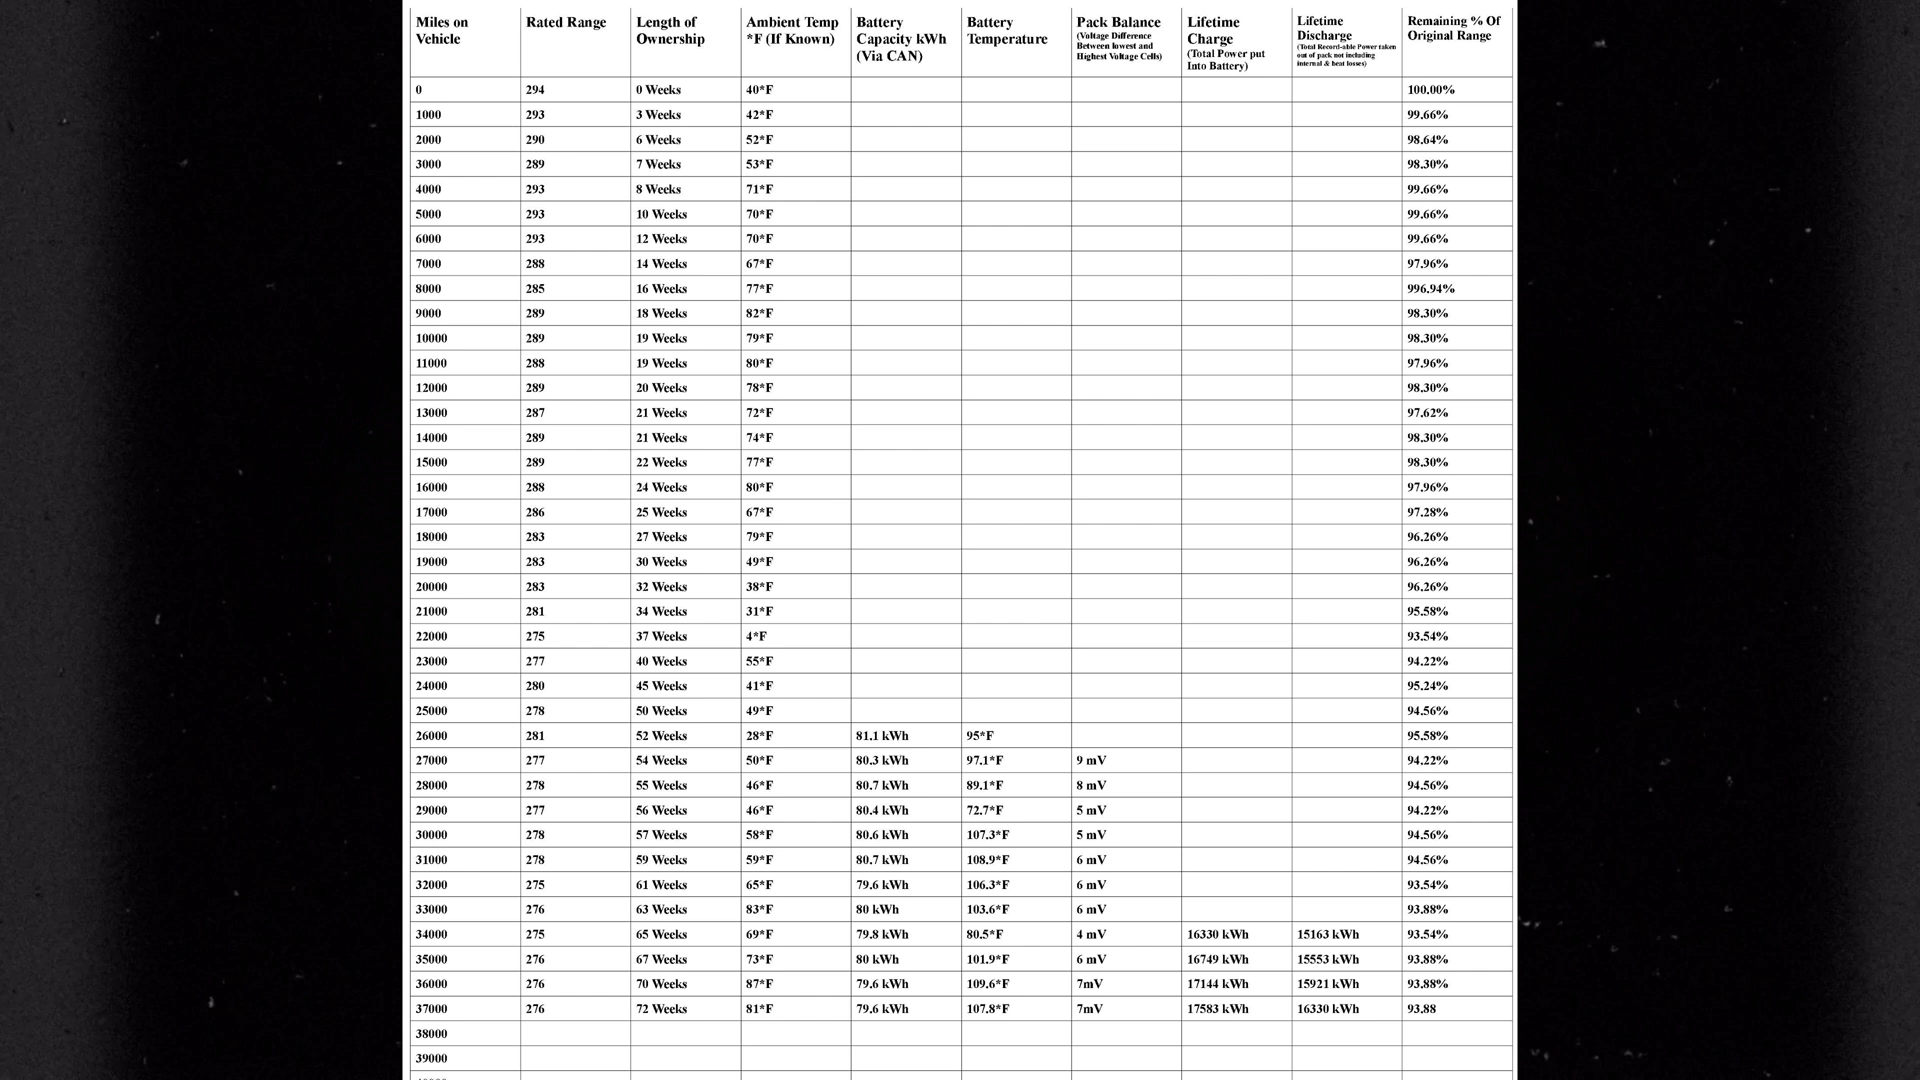 Miles on Vehicle Rated Range Length of Ownership Ambient Temp *F (If Known) Battery Capacity kWh (Via CAN) Battery Temperature Pack Balance (Voltage Difference Between lowest and Highest Voltage Cells) Lifetime Charge (Total Power put Into Battery) Lifetime Discharge (Total Record-able Power taken out of pack not including internal & heat losses) Remaining % Of Original Range
0 294 0 Weeks 40*F 100.00%
1000 293 3 Weeks 42*F 99.66%
2000 290 6 Weeks 52*F 98.64%
3000 289 7 Weeks 53*F 98.30%
4000 293 8 Weeks 71*F 99.66%
5000 293 10 Weeks 70*F 99.66%
6000 293 12 Weeks 70*F 99.66%
7000 288 14 Weeks 67*F 97.96%
8000 285 16 Weeks 77*F 996.94%
9000 289 18 Weeks 82*F 98.30%
10000 289 19 Weeks 79*F 98.30%
11000 288 19 Weeks 80*F 97.96%
12000 289 20 Weeks 78*F 98.30%
13000 287 21 Weeks 72*F 97.62%
14000 289 21 Weeks 74*F 98.30%
15000 289 22 Weeks 77*F 98.30%
16000 288 24 Weeks 80*F 97.96%
17000 286 25 Weeks 67*F 97.28%
18000 283 27 Weeks 79*F 96.26%
19000 283 30 Weeks 49*F 96.26%
20000 283 32 Weeks 38*F 96.26%
21000 281 34 Weeks 31*F 95.58%
22000 275 37 Weeks 4*F 93.54%
23000 277 40 Weeks 55*F 94.22%
24000 280 45 Weeks 41*F 95.24%
25000 278 50 Weeks 49*F 94.56%
26000 281 52 Weeks 28*F 81.1 kWh 95*F 95.58%
27000 277 54 Weeks 50*F 80.3 kWh 97.1*F 9 mV 94.22%
28000 278 55 Weeks 46*F 80.7 kWh 89.1*F 8 mV 94.56%
29000 277 56 Weeks 46*F 80.4 kWh 72.7*F 5 mV 94.22%
30000 278 57 Weeks 58*F 80.6 kWh 107.3*F 5 mV 94.56%
31000 278 59 Weeks 59*F 80.7 kWh 108.9*F 6 mV 94.56%
32000 275 61 Weeks 65*F 79.6 kWh 106.3*F 6 mV 93.54%
33000 276 63 Weeks 83*F 80 kWh 103.6*F 6 mV 93.88%
34000 275 65 Weeks 69*F 79.8 kWh 80.5*F 4 mV 16330 kWh 15163 kWh 93.54%
35000 276 67 Weeks 73*F 80 kWh 101.9*F 6 mV 16749 kWh 15553 kWh 93.88%
36000 276 70 Weeks 87*F 79.6 kWh 109.6*F 7mV 17144 kWh 15921 kWh 93.88%
37000 276 72 Weeks 81*F 79.6 kWh 107.8*F 7mV 17583 kWh 16330 kWh 93.88
38000
39000